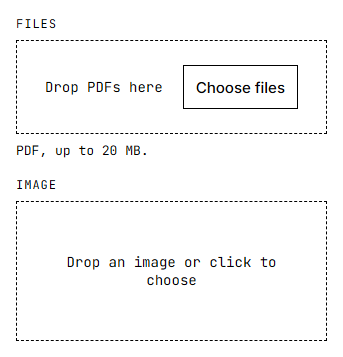 FILES
Drop PDFs here
Choose files
PDF, up to 20 MB.
IMAGE
Drop an image or click to
choose